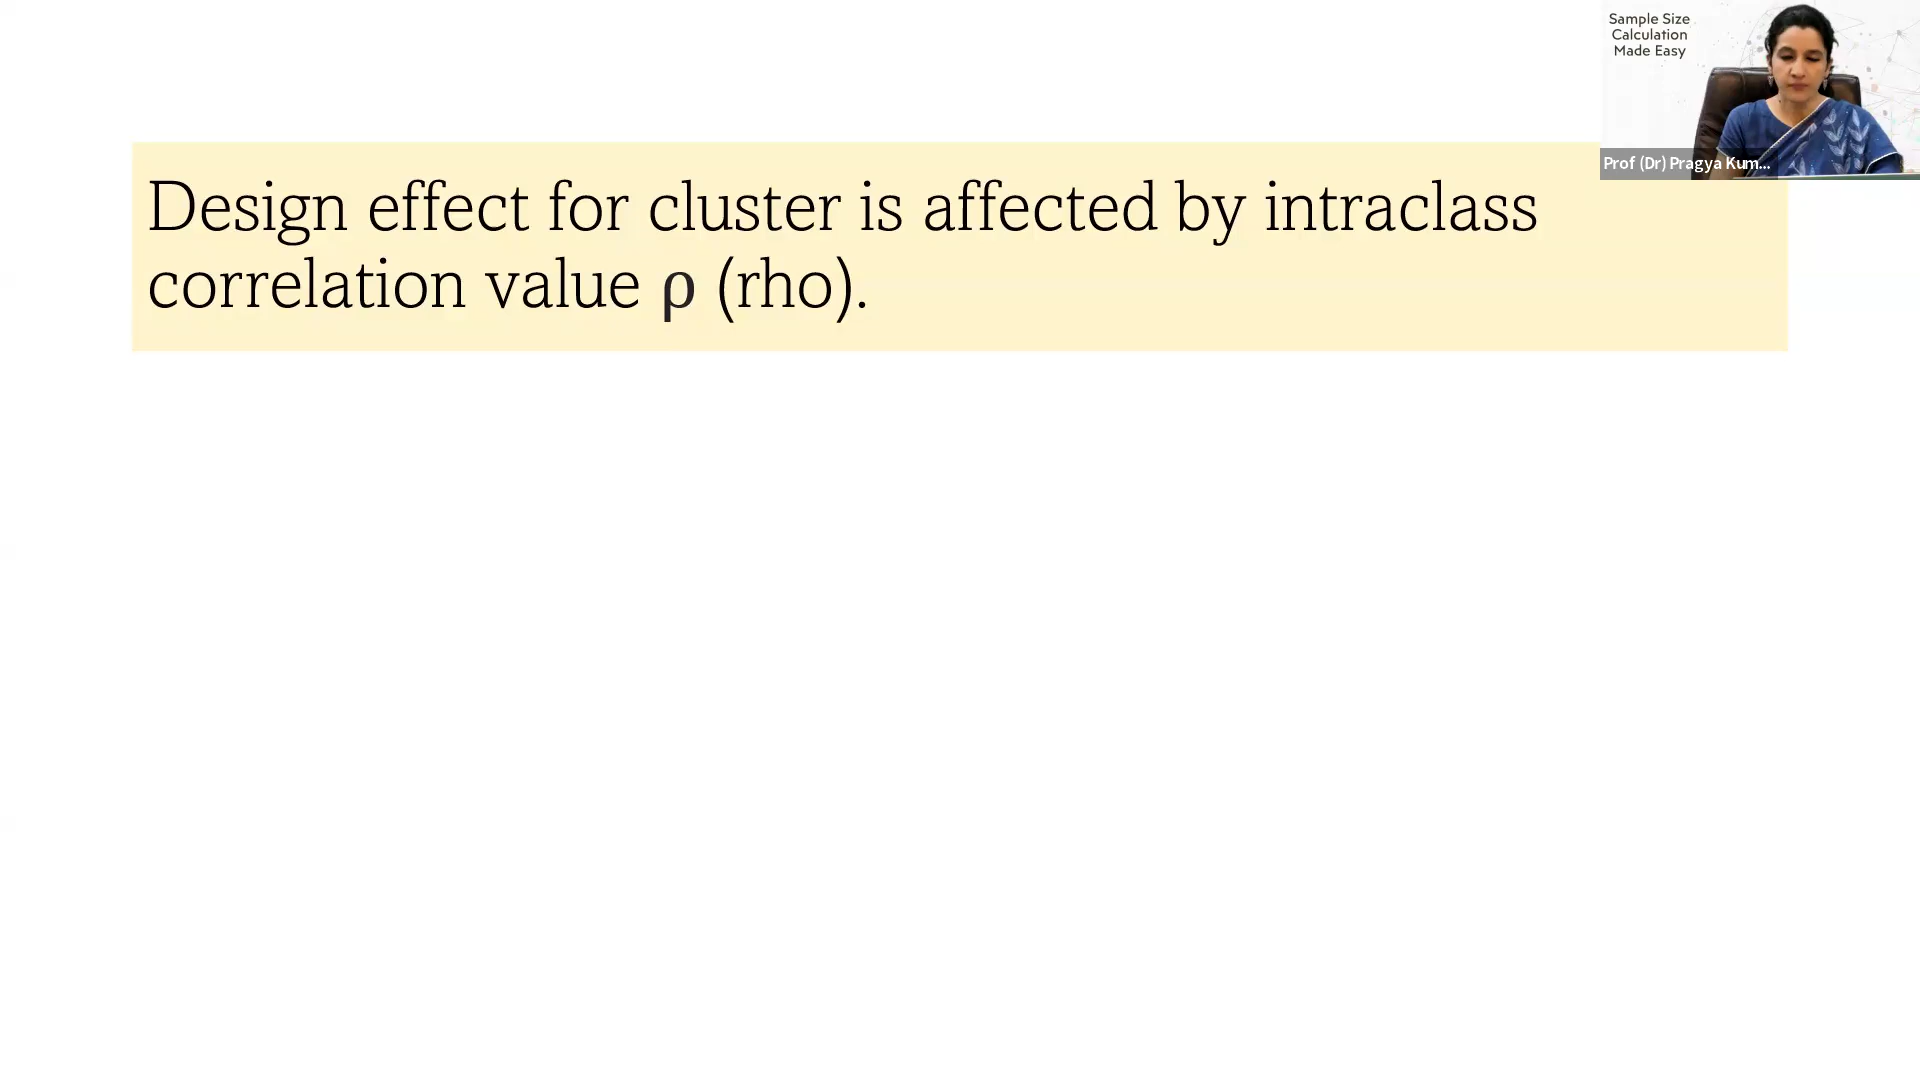 Sample Size
Calculation
Made Easy
Prof (Dr) Pragya Kum...
Design effect for cluster is affected by intraclass
correlation value ρ (rho).